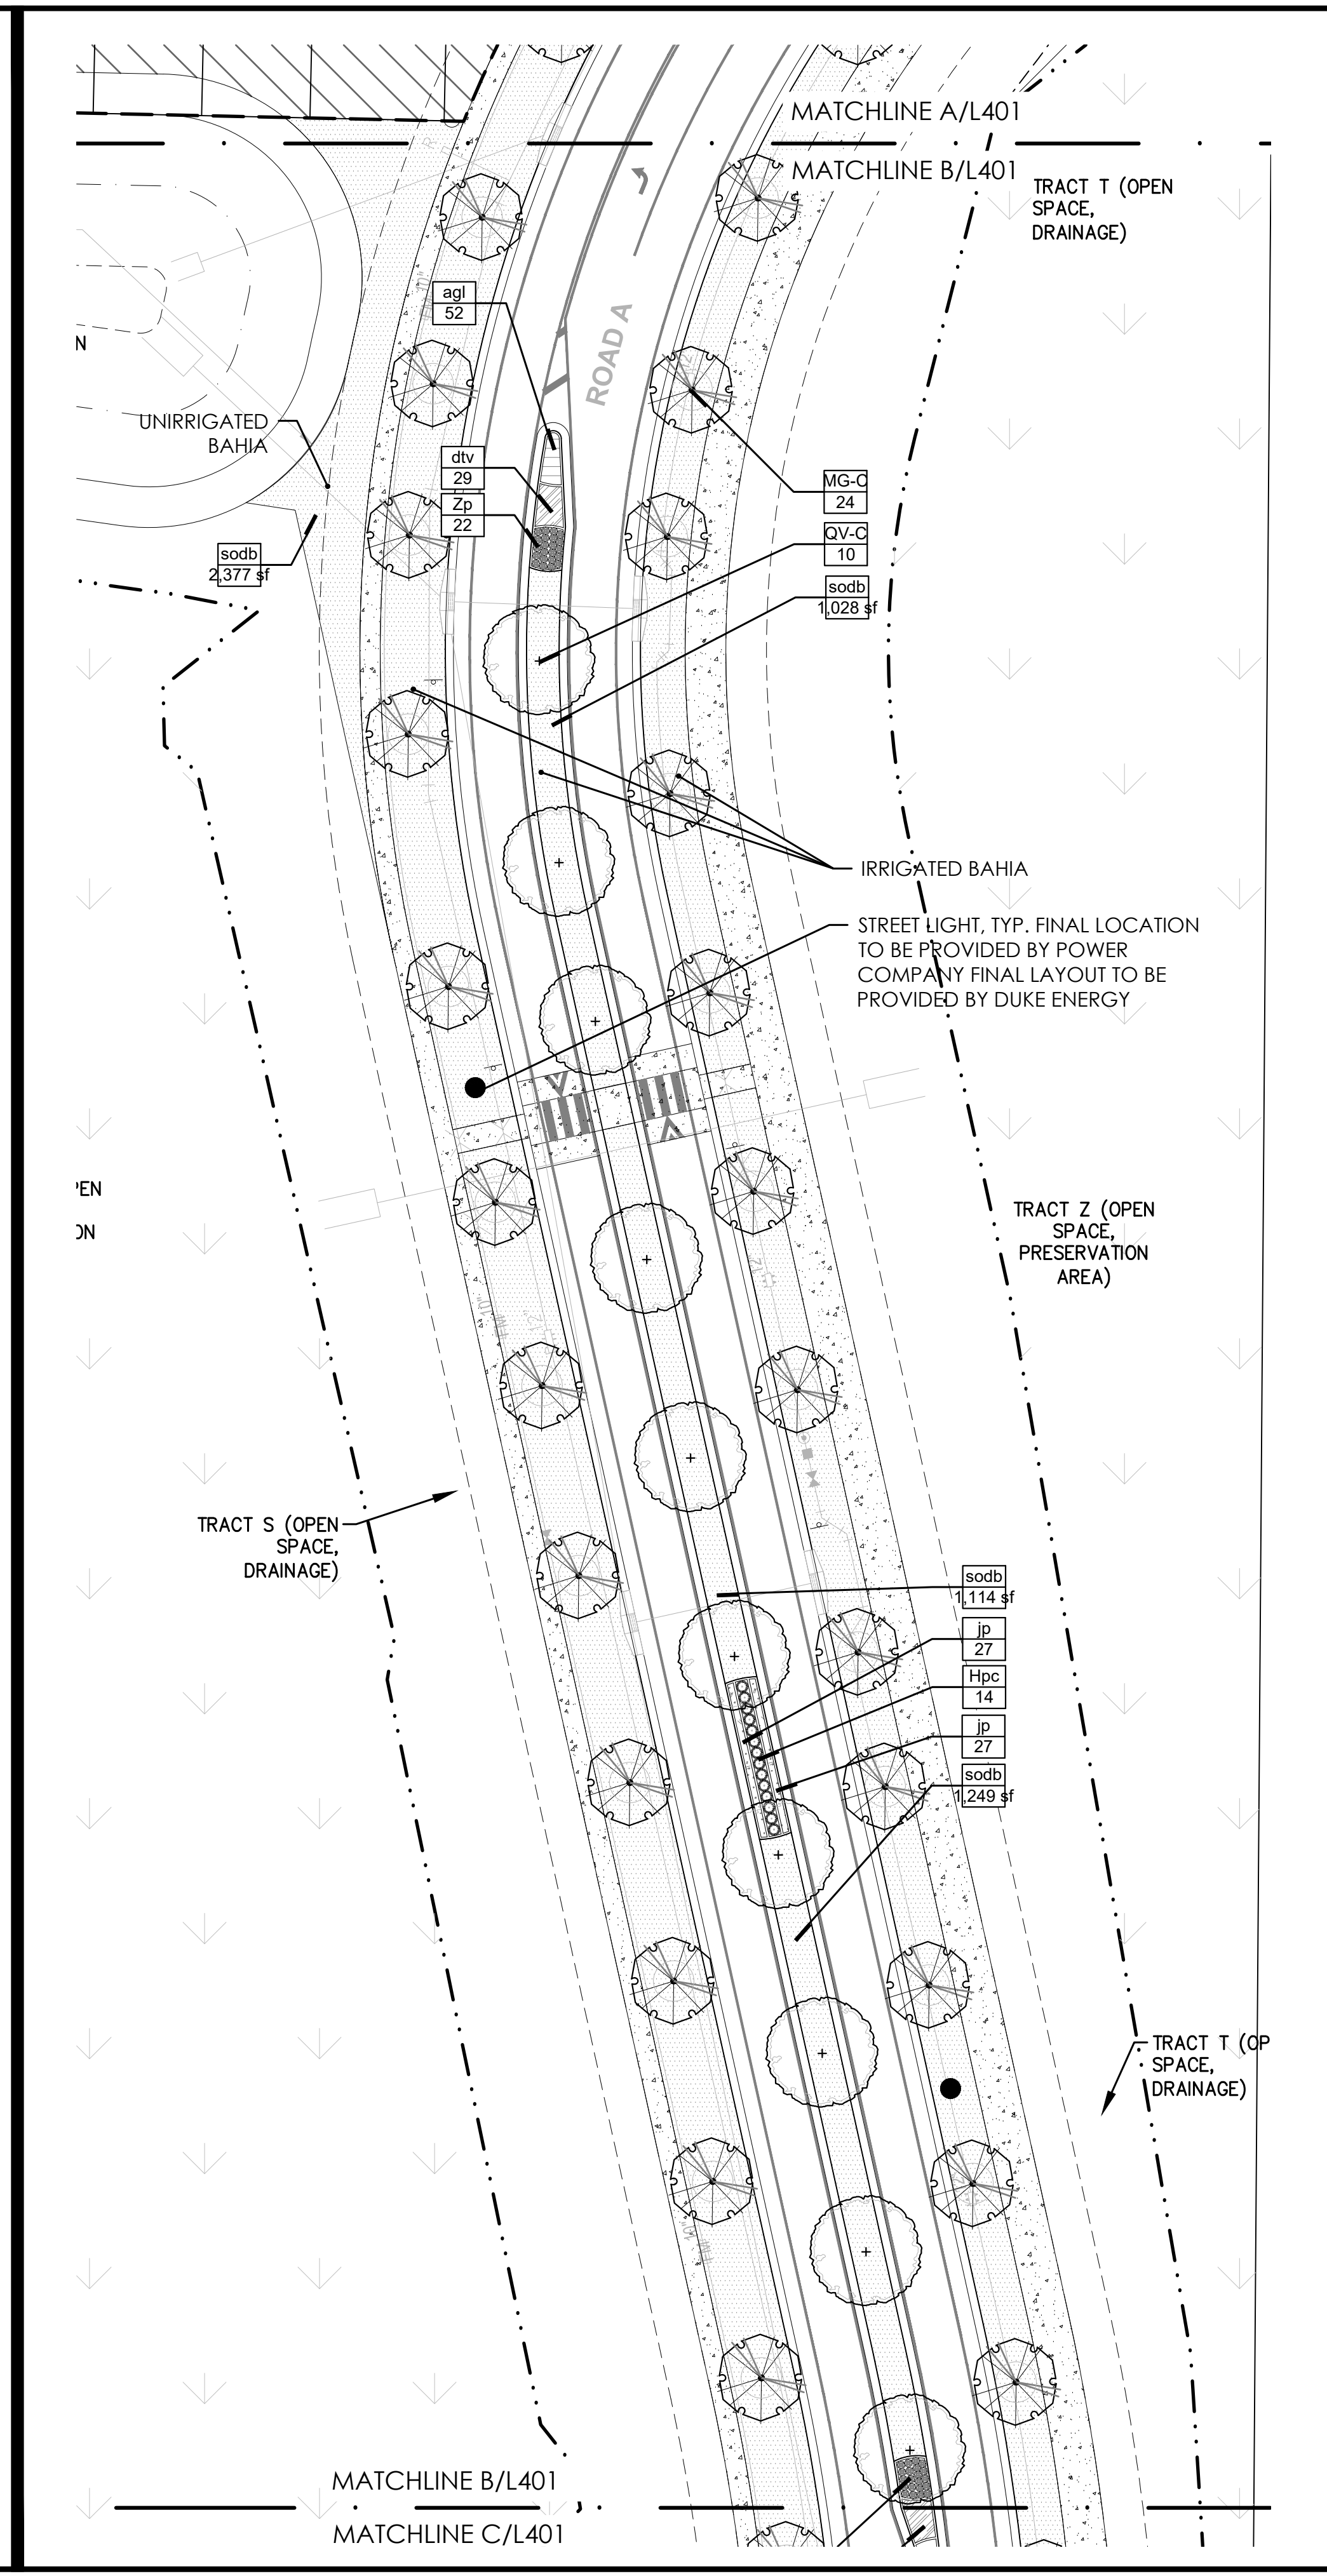 MATCHLINE A/L401
MATCHLINE B/L401
TRACT T (OPEN
SPACE,
DRAINAGE)
agl
52
ROAD A
N
UNIRRIGATED
BAHIA
dtv
29
Zp
22
MG-C
24
QV-C
10
sodb
2,377 sf
sodb
1,028 sf
IRRIGATED BAHIA
STREET LIGHT, TYP. FINAL LOCATION
TO BE PROVIDED BY POWER
COMPANY FINAL LAYOUT TO BE
PROVIDED BY DUKE ENERGY
PEN
ON
TRACT Z (OPEN
SPACE,
PRESERVATION
AREA)
TRACT S (OPEN
SPACE,
DRAINAGE)
sodb
1,114 sf
jp
27
Hpc
14
jp
27
sodb
1,249 sf
TRACT T (OP
SPACE,
DRAINAGE)
MATCHLINE B/L401
MATCHLINE C/L401